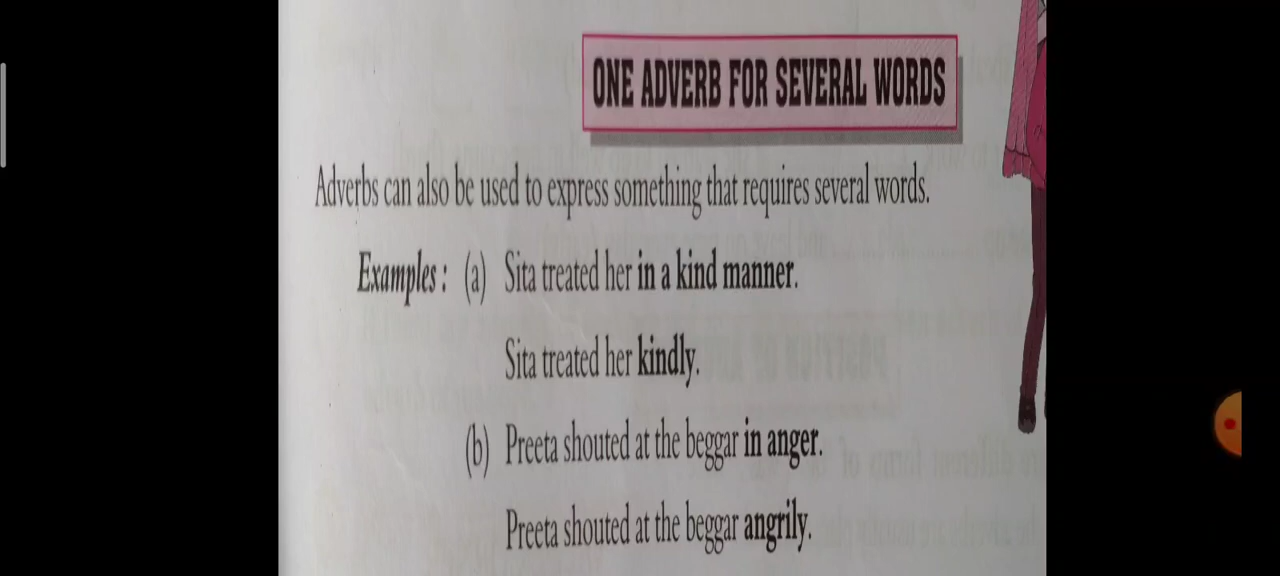 ONE ADVERB FOR SEVERAL WORDS
Adverbs can also be used to express something that requires several words.
Examples : (a) Sita treated her in a kind manner.
Sita treated her kindly.
(b) Preeta shouted at the beggar in anger.
Preeta shouted at the beggar angrily.